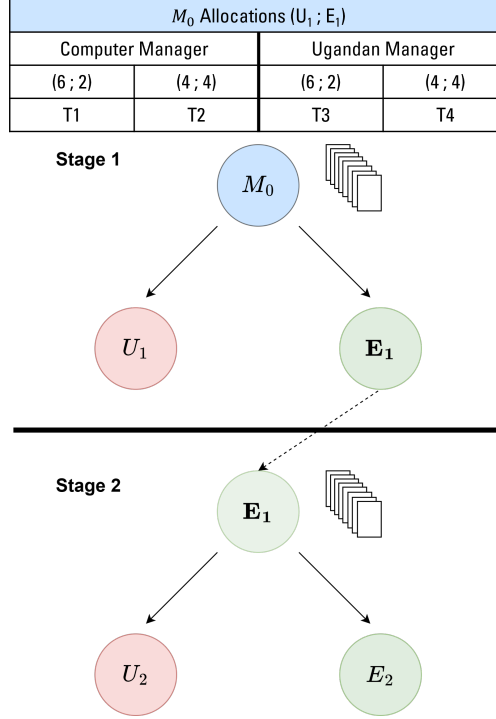 M₀ Allocations (U₁ ; E₁)
Computer Manager Ugandan Manager
(6 ; 2) (4 ; 4) (6 ; 2) (4 ; 4)
T1 T2 T3 T4
Stage 1
M₀
U₁ E₁
Stage 2
E₁
U₂ E₂